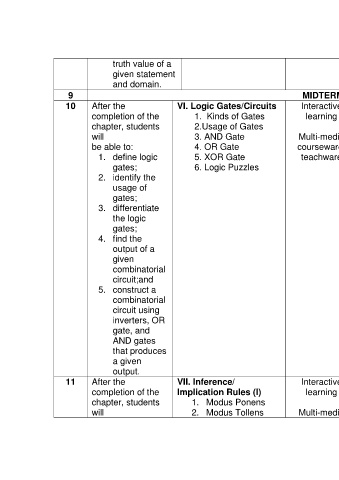 truth value of a
given statement
and domain.
9
MIDTERM
10
After the
completion of the
chapter, students
will
be able to:
1. define logic
gates;
2. identify the
usage of
gates;
3. differentiate
the logic
gates;
4. find the
output of a
given
combinatorial
circuit;and
5. construct a
combinatorial
circuit using
inverters, OR
gate, and
AND gates
that produces
a given
output.
VI. Logic Gates/Circuits
1. Kinds of Gates
2.Usage of Gates
3. AND Gate
4. OR Gate
5. XOR Gate
6. Logic Puzzles
Interactive
learning
Multi-medi
courseware
teachware
11
After the
completion of the
chapter, students
will
VII. Inference/
Implication Rules (I)
1. Modus Ponens
2. Modus Tollens
Interactive
learning
Multi-medi